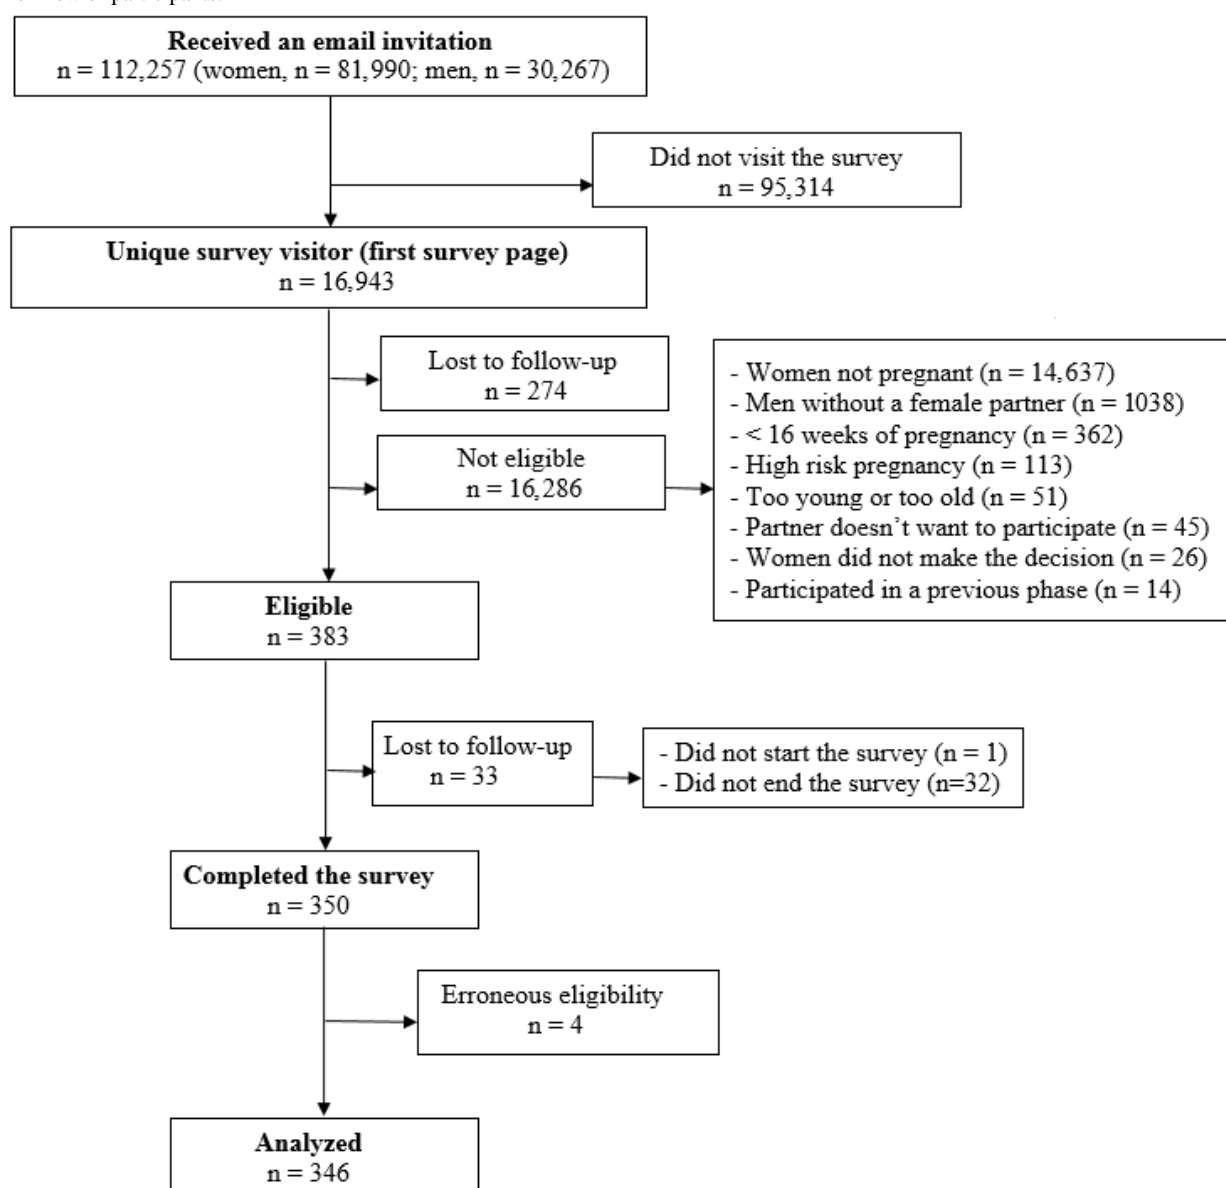 Received an email invitation
n = 112,257 (women, n = 81,990; men, n = 30,267)
Did not visit the survey
n = 95,314
Unique survey visitor (first survey page)
n = 16,943
Lost to follow-up
n = 274
Not eligible
n = 16,286
- Women not pregnant (n = 14,637)
- Men without a female partner (n = 1038)
- < 16 weeks of pregnancy (n = 362)
- High risk pregnancy (n = 113)
- Too young or too old (n = 51)
- Partner doesn’t want to participate (n = 45)
- Women did not make the decision (n = 26)
- Participated in a previous phase (n = 14)
Eligible
n = 383
Lost to follow-up
n = 33
- Did not start the survey (n = 1)
- Did not end the survey (n=32)
Completed the survey
n = 350
Erroneous eligibility
n = 4
Analyzed
n = 346